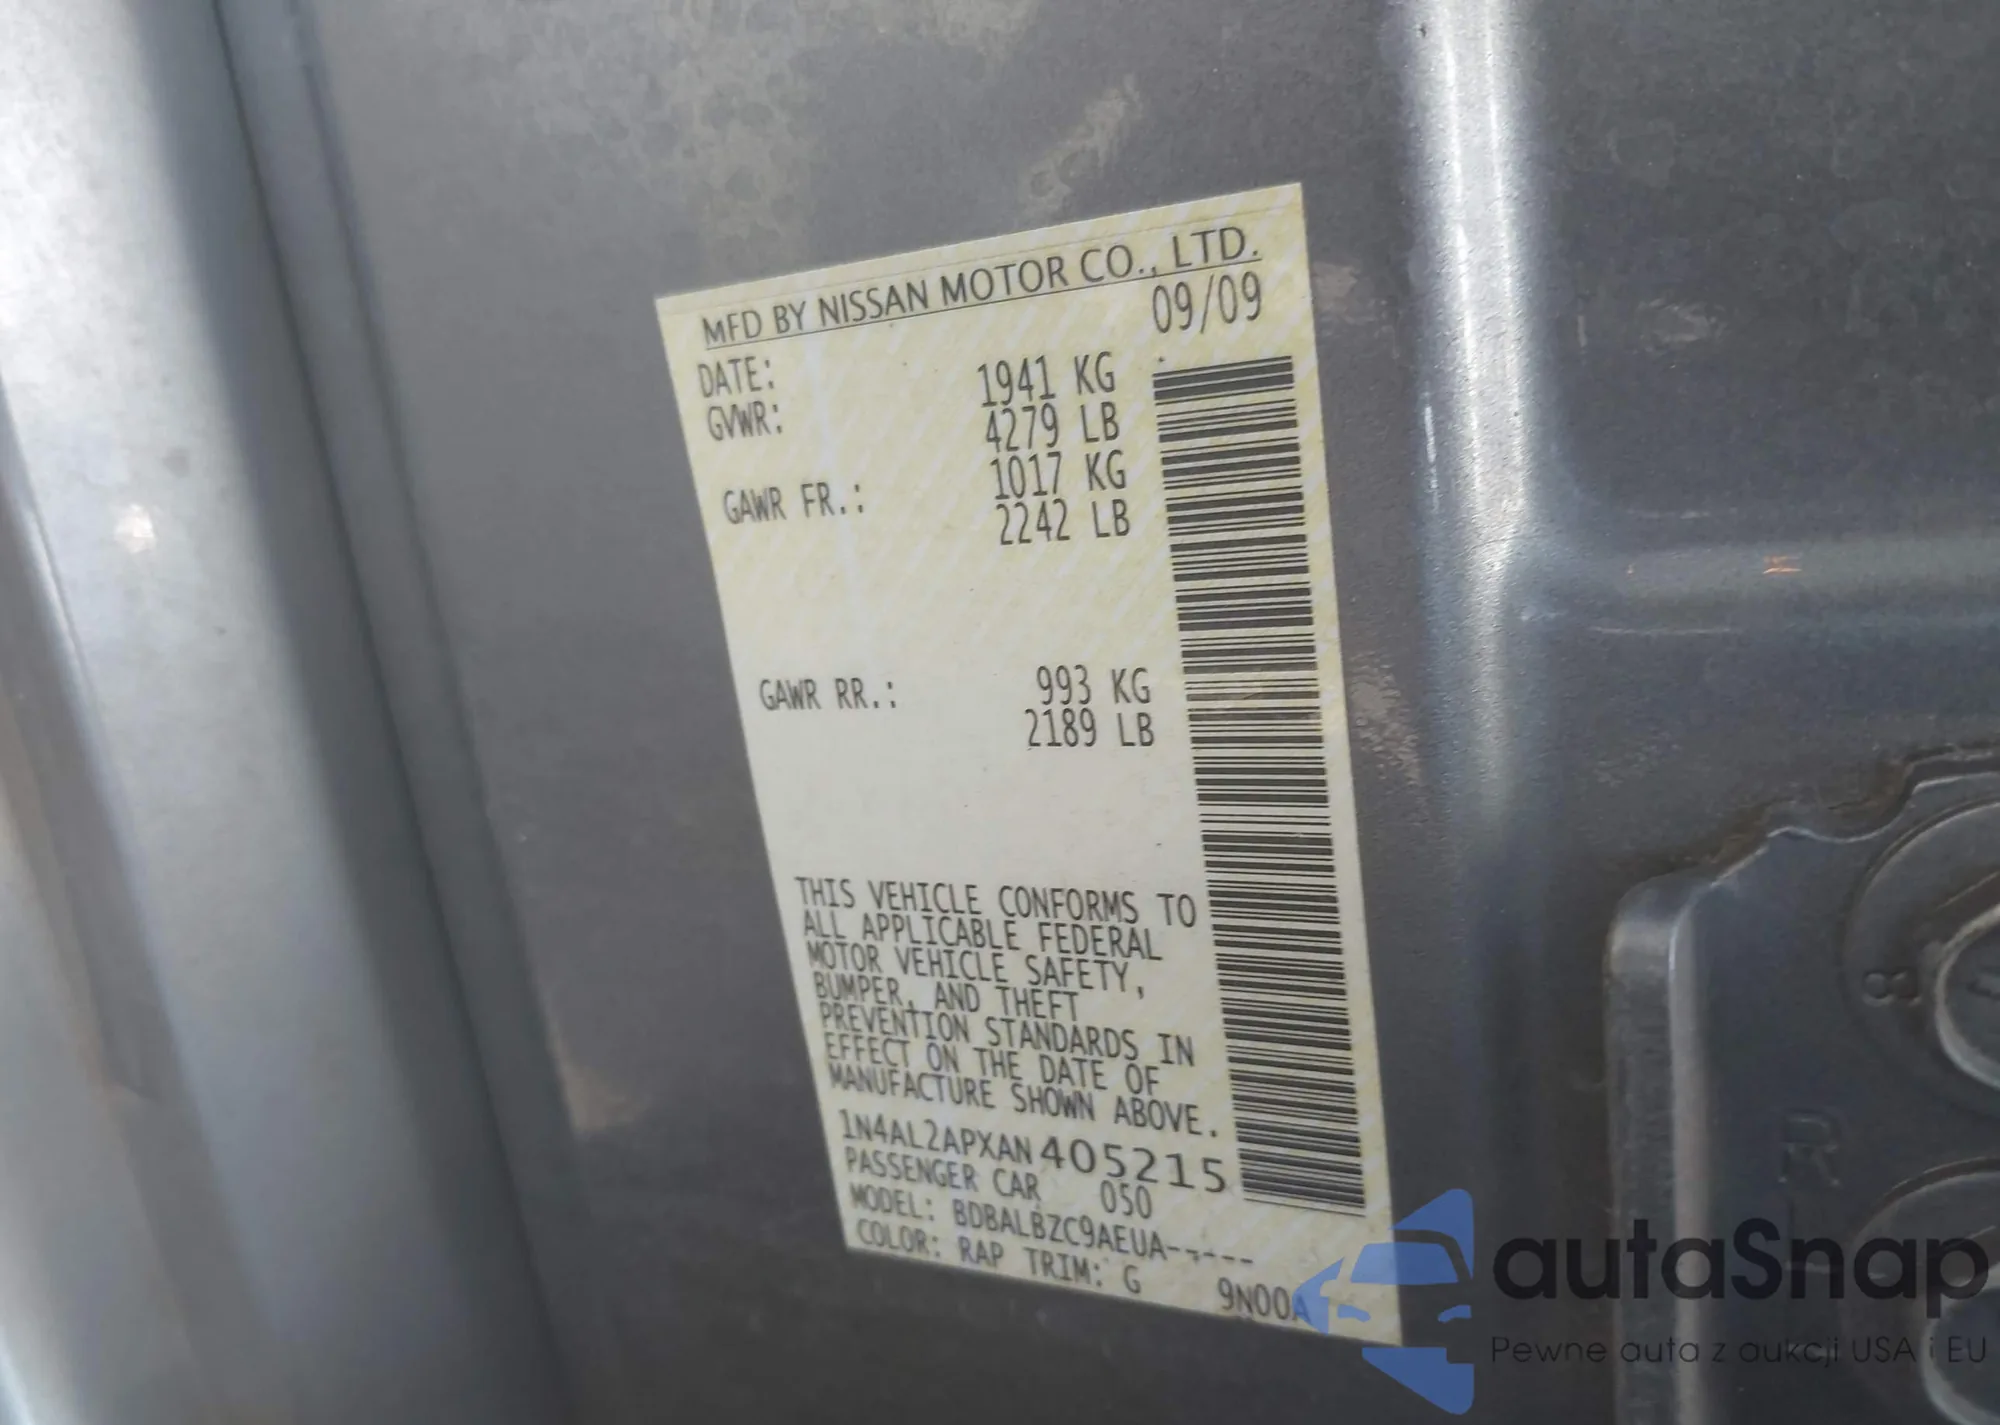 MFD BY NISSAN MOTOR CO., LTD.
DATE: 09/09
GVWR: 1941 KG
4279 LB
GAWR FR.: 1017 KG
2242 LB
GAWR RR.: 993 KG
2189 LB
THIS VEHICLE CONFORMS TO
ALL APPLICABLE FEDERAL
MOTOR VEHICLE SAFETY,
BUMPER, AND THEFT
PREVENTION STANDARDS IN
EFFECT ON THE DATE OF
MANUFACTURE SHOWN ABOVE.
1N4AL2APXAN405215
PASSENGER CAR 050
MODEL: BDBALBZC9AEUA-----
COLOR: RAP TRIM: G 9N00A
8
R
autaSnap
Pewne auta z aukcji USA i EU